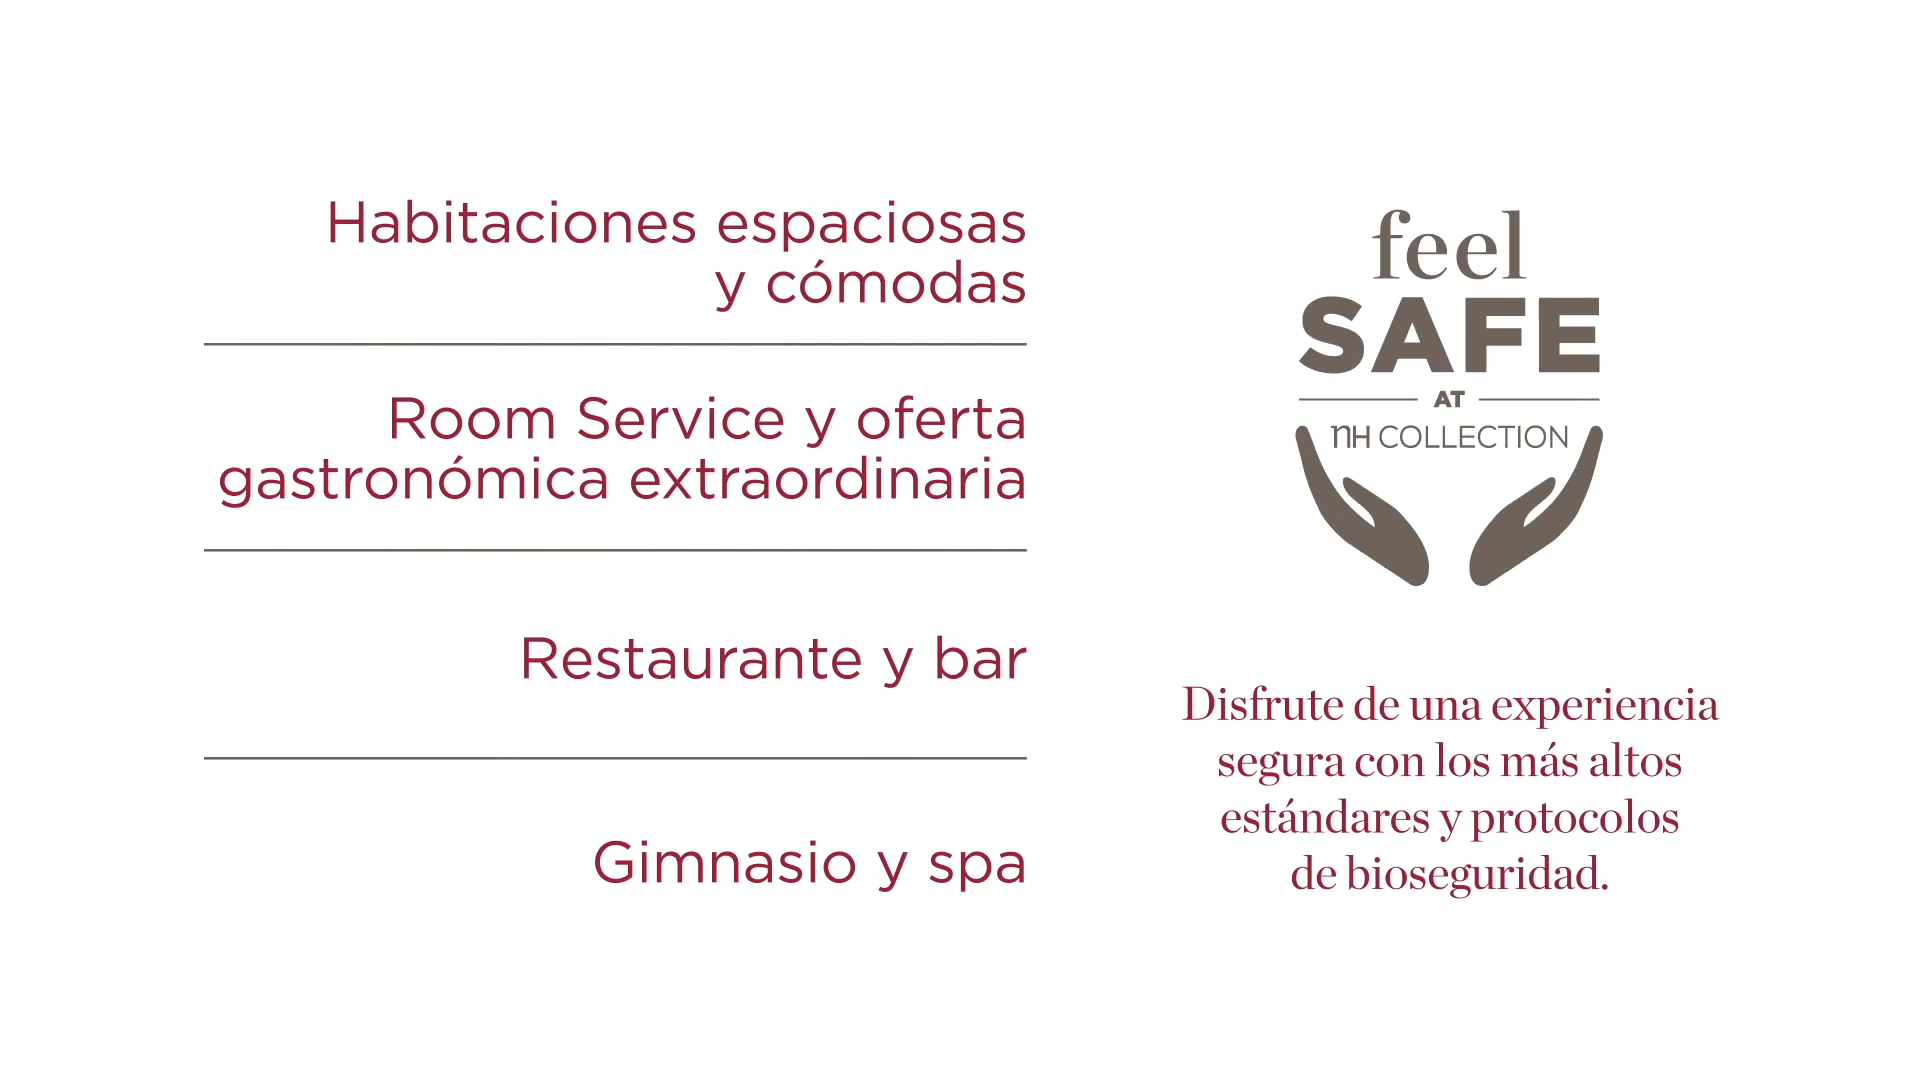 Habitaciones espaciosas
y cómodas
Room Service y oferta
gastronómica extraordinaria
Restaurante y bar
Gimnasio y spa
feel
SAFE
AT
nH COLLECTION
Disfrute de una experiencia
segura con los más altos
estándares y protocolos
de bioseguridad.